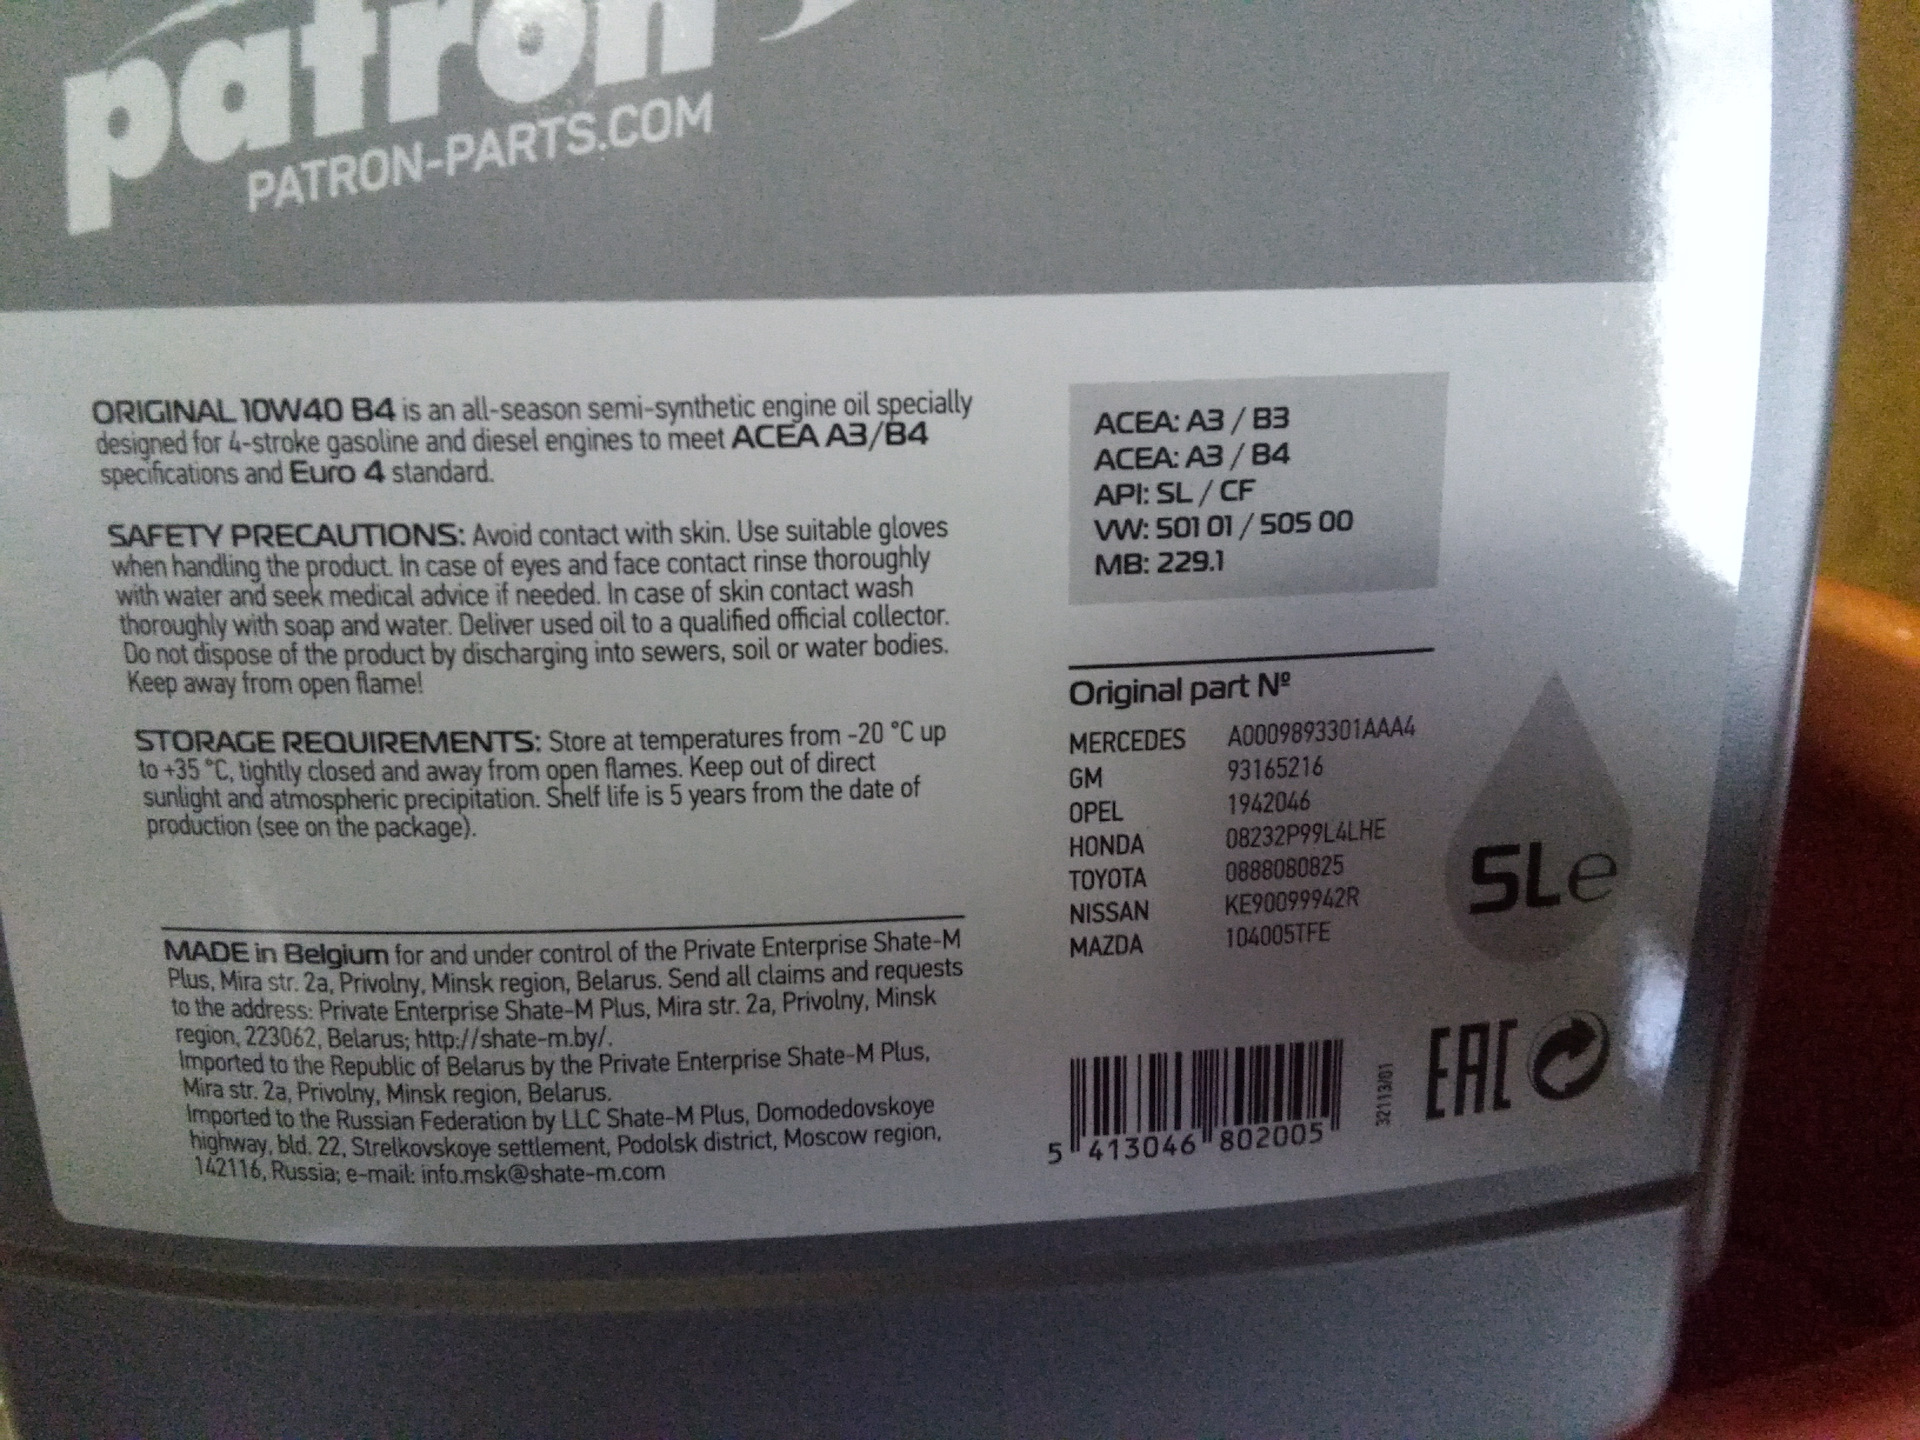 patron
PATRON-PARTS.COM
ORIGINAL 10W40 B4 is an all-season semi-synthetic engine oil specially
designed for 4-stroke gasoline and diesel engines to meet ACEA A3/B4
specifications and Euro 4 standard.
SAFETY PRECAUTIONS: Avoid contact with skin. Use suitable gloves
when handling the product. In case of eyes and face contact rinse thoroughly
with water and seek medical advice if needed. In case of skin contact wash
thoroughly with soap and water. Deliver used oil to a qualified official collector.
Do not dispose of the product by discharging into sewers, soil or water bodies.
Keep away from open flame!
STORAGE REQUIREMENTS: Store at temperatures from -20 °C up
to +35 °C, tightly closed and away from open flames. Keep out of direct
sunlight and atmospheric precipitation. Shelf life is 5 years from the date of
production (see on the package).
MADE in Belgium for and under control of the Private Enterprise Shate-M
Plus, Mira str. 2a, Privolny, Minsk region, Belarus. Send all claims and requests
to the address: Private Enterprise Shate-M Plus, Mira str. 2a, Privolny, Minsk
region, 223062, Belarus; http://shate-m.by/.
Imported to the Republic of Belarus by the Private Enterprise Shate-M Plus,
Mira str. 2a, Privolny, Minsk region, Belarus.
Imported to the Russian Federation by LLC Shate-M Plus, Domodedovskoye
highway, bld. 22, Strelkovskoye settlement, Podolsk district, Moscow region,
142116, Russia; e-mail: info.msk@shate-m.com
ACEA: A3 / B3
ACEA: A3 / B4
API: SL / CF
VW: 501 01 / 505 00
MB: 229.1
Original part Nº
MERCEDES A0009893301AAA4
GM 93165216
OPEL 1942046
HONDA 08232P99L4LHE
TOYOTA 0888080825
NISSAN KE90099942R
MAZDA 104005TFE
5L e
5 413046 802005
32113/01
EAC